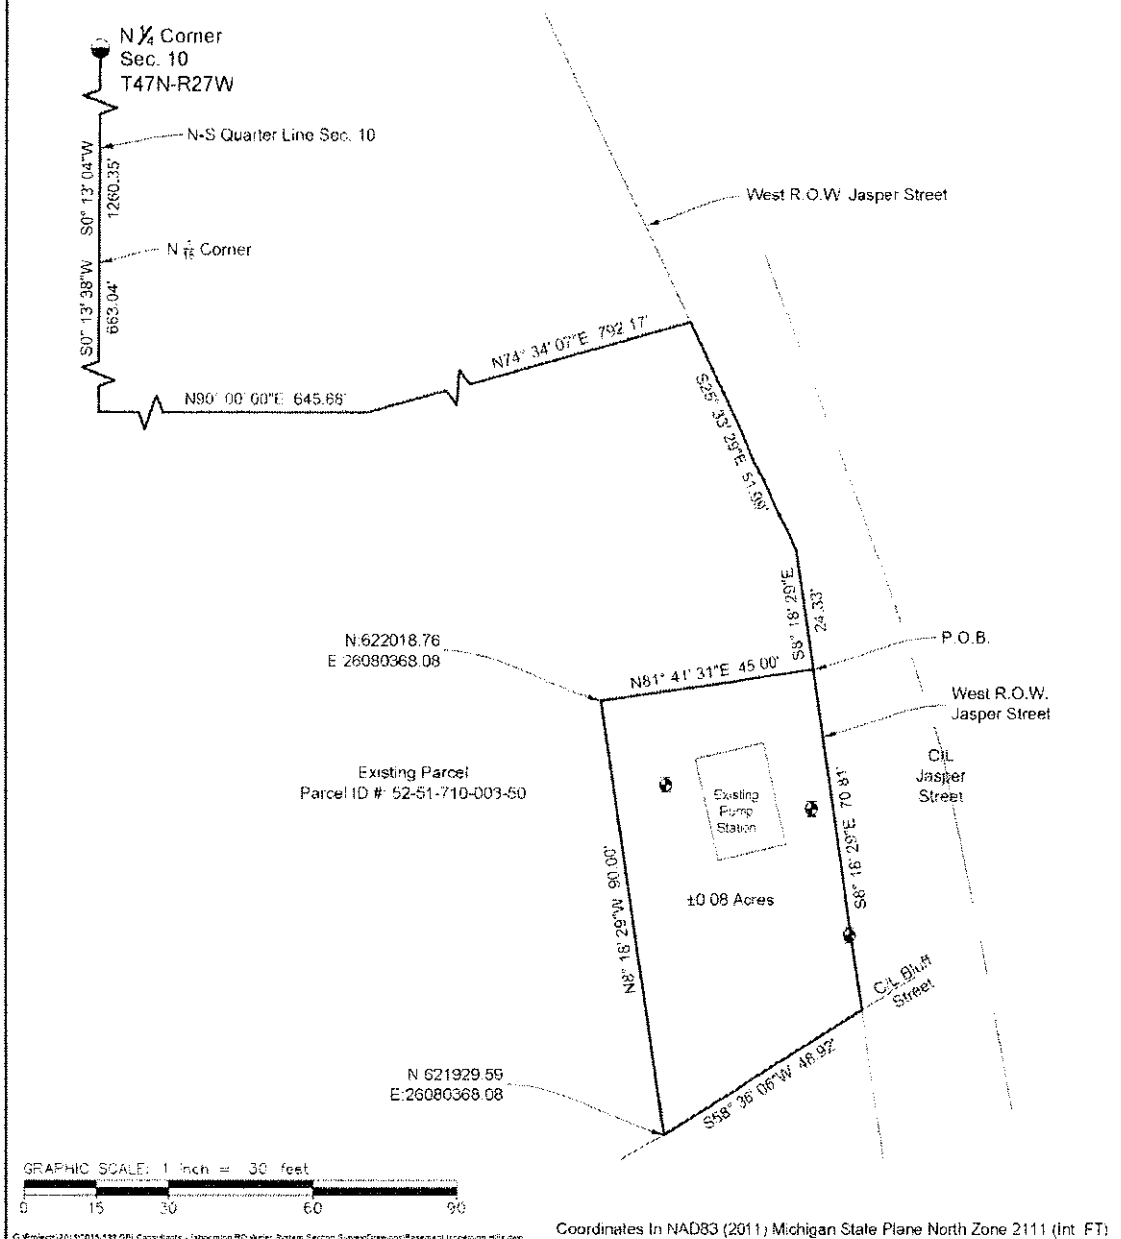 N 1/4 Corner
Sec. 10
T47N-R27W
N-S Quarter Line Sec. 10
S0° 13' 04"W
1260.35'
West R.O.W. Jasper Street
N 1/16 Corner
S0° 13' 38"W
663.04'
N74° 34' 07"E 792.17'
N90° 00' 00"E 645.68'
S25° 33' 29"E 51.99'
S8° 18' 29"E
24.33'
N:622018.76
E:26080368.08
P.O.B.
N81° 41' 31"E 45.00'
West R.O.W.
Jasper Street
C/L
Jasper
Street
Existing Parcel
Parcel ID #: 52-51-710-003-50
Existing
Pump
Station
S8° 18' 29"E 70.81'
N8° 18' 29"W 90.00'
±0.08 Acres
C/L Bluff
Street
S58° 36' 06"W 48.92'
N 621929.59
E:26080368.08
GRAPHIC SCALE: 1 inch = 30 feet
0 15 30 60 90
Coordinates In NAD83 (2011) Michigan State Plane North Zone 2111 (Int FT)